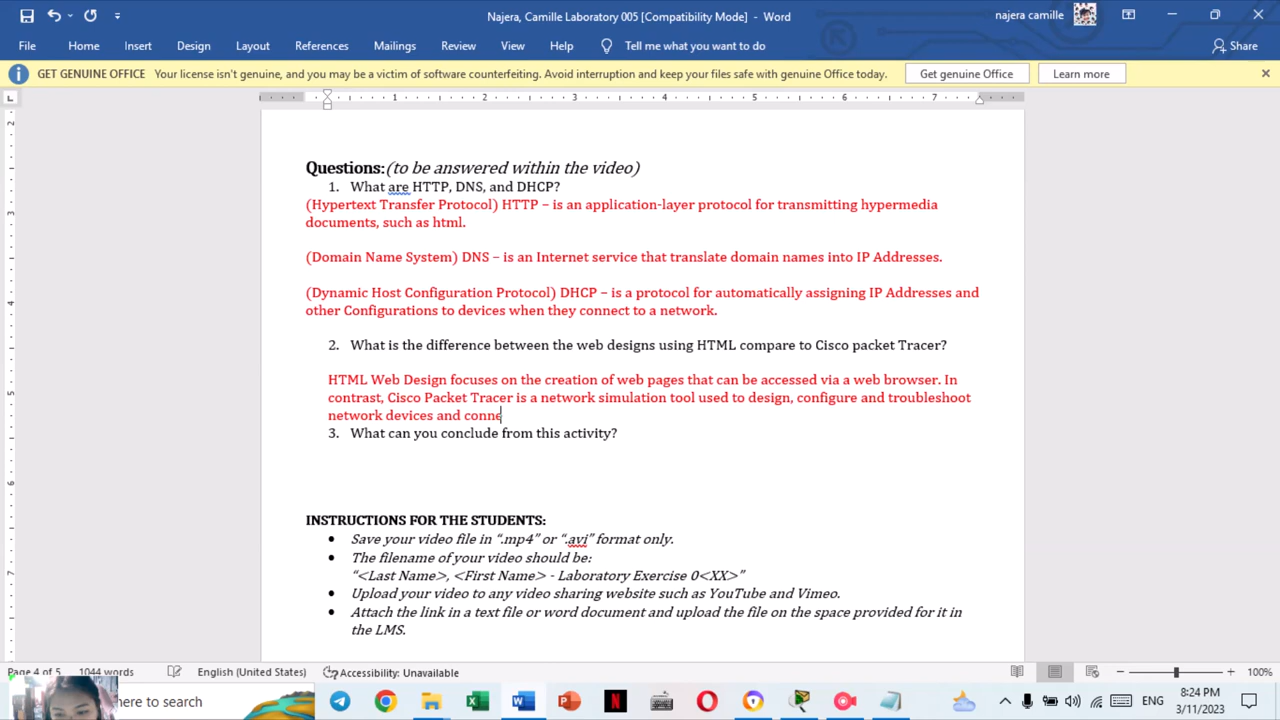 Najera, Camille Laboratory 005 [Compatibility Mode] - Word
najera camille
File Home Insert Design Layout References Mailings Review View Help Tell me what you want to do Share
GET GENUINE OFFICE Your license isn't genuine, and you may be a victim of software counterfeiting. Avoid interruption and keep your files safe with genuine Office today. Get genuine Office Learn more
1 2 3 4 5 6 7
Questions:(to be answered within the video)
1. What are HTTP, DNS, and DHCP?
(Hypertext Transfer Protocol) HTTP – is an application-layer protocol for transmitting hypermedia
documents, such as html.
(Domain Name System) DNS – is an Internet service that translate domain names into IP Addresses.
(Dynamic Host Configuration Protocol) DHCP – is a protocol for automatically assigning IP Addresses and
other Configurations to devices when they connect to a network.
2. What is the difference between the web designs using HTML compare to Cisco packet Tracer?
HTML Web Design focuses on the creation of web pages that can be accessed via a web browser. In
contrast, Cisco Packet Tracer is a network simulation tool used to design, configure and troubleshoot
network devices and conne
3. What can you conclude from this activity?
INSTRUCTIONS FOR THE STUDENTS:
• Save your video file in “.mp4” or “.avi” format only.
• The filename of your video should be:
“<Last Name>, <First Name> - Laboratory Exercise 0<XX>”
• Upload your video to any video sharing website such as YouTube and Vimeo.
• Attach the link in a text file or word document and upload the file on the space provided for it in
the LMS.
Page 4 of 5 1044 words English (United States) Accessibility: Unavailable 100%
here to search
ENG
8:24 PM
3/11/2023